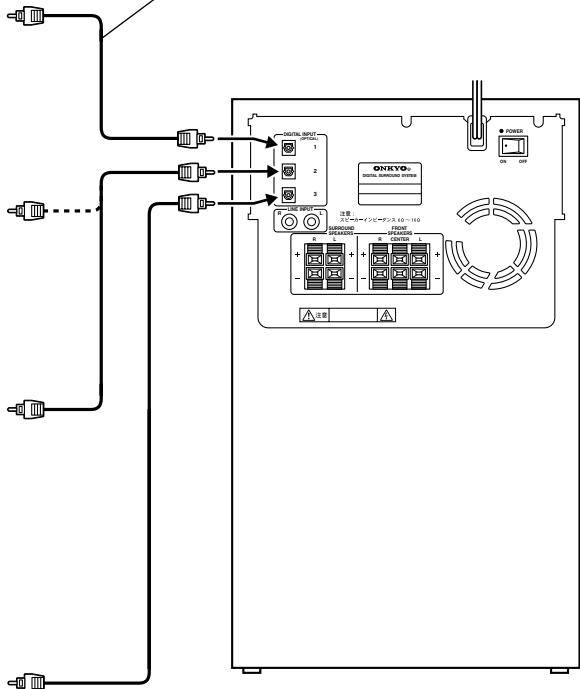 DIGITAL INPUT
(OPTICAL)
1
2
3
LINE INPUT
R L
ONKYO®
DIGITAL SURROUND SYSTEM
POWER
ON OFF
注意：
スピーカーインピーダンス 6Ω～16Ω
SURROUND
SPEAKERS
R L
FRONT
SPEAKERS
R CENTER L
+ + + +
− − − −
注意